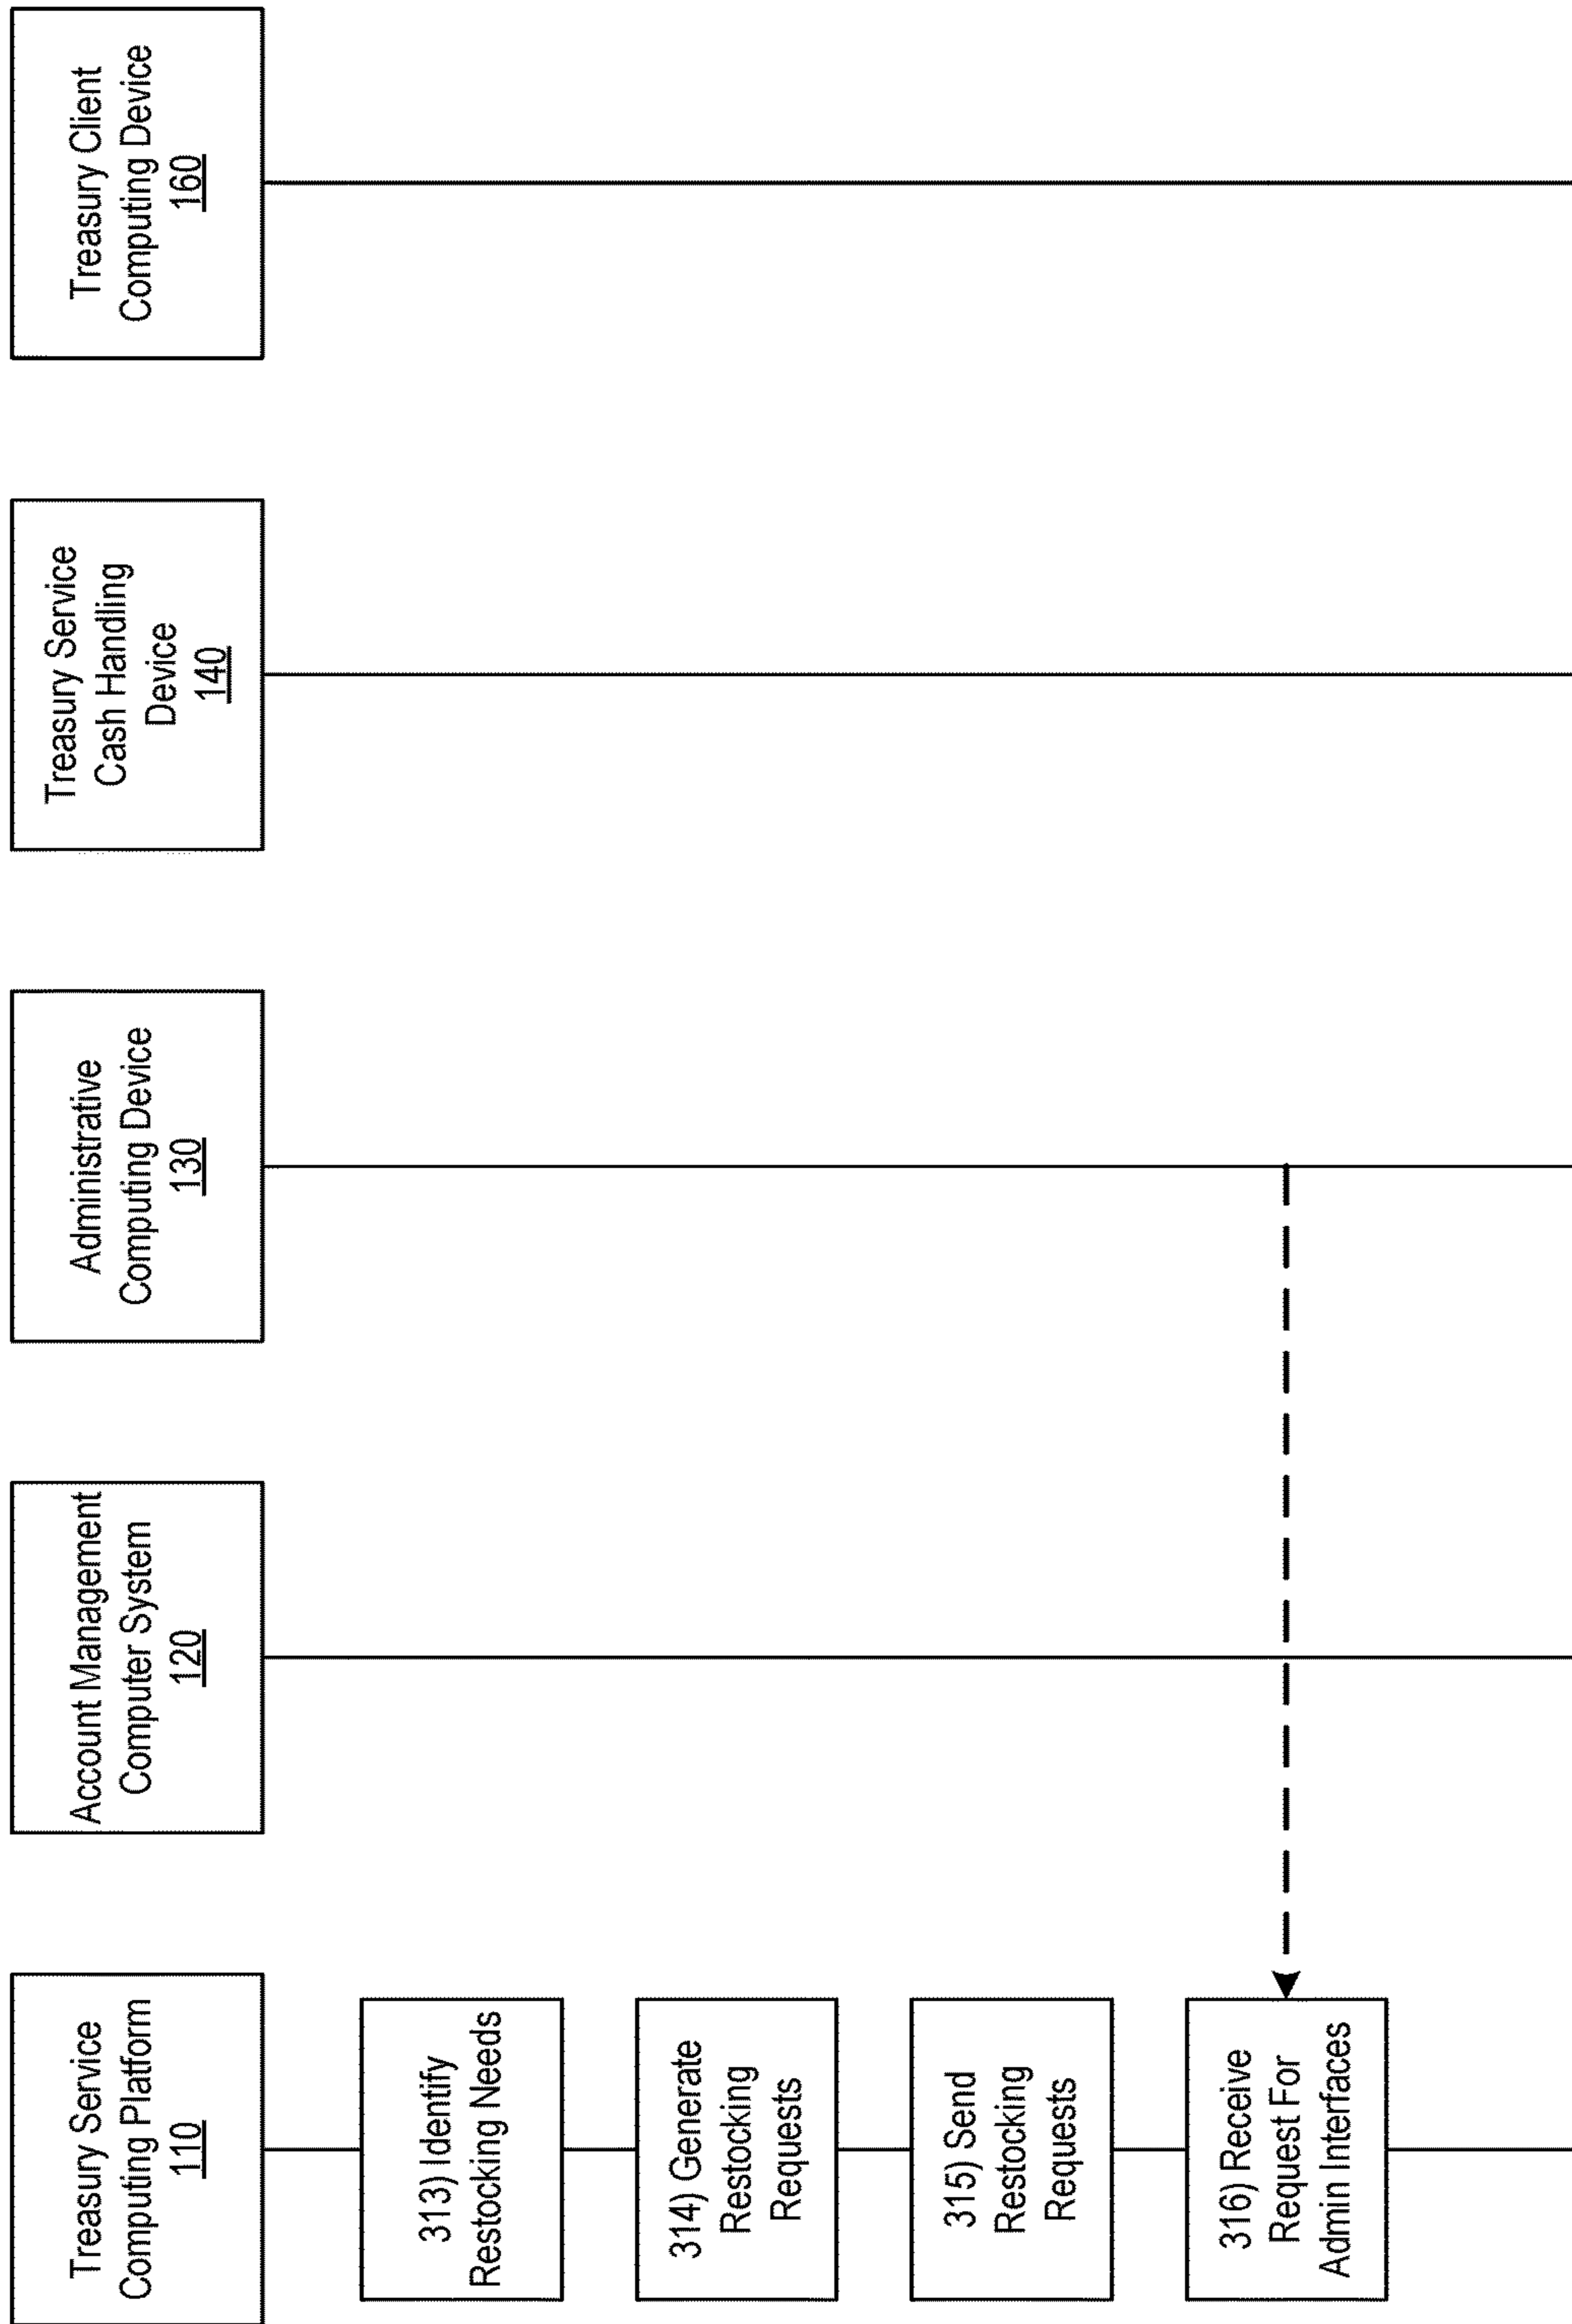 Treasury Service
Computing Platform
110
Account Management
Computer System
120
Administrative
Computing Device
130
Treasury Service
Cash Handling
Device
140
Treasury Client
Computing Device
160
313) Identify
Restocking Needs
314) Generate
Restocking
Requests
315) Send
Restocking
Requests
316) Receive
Request For
Admin Interfaces